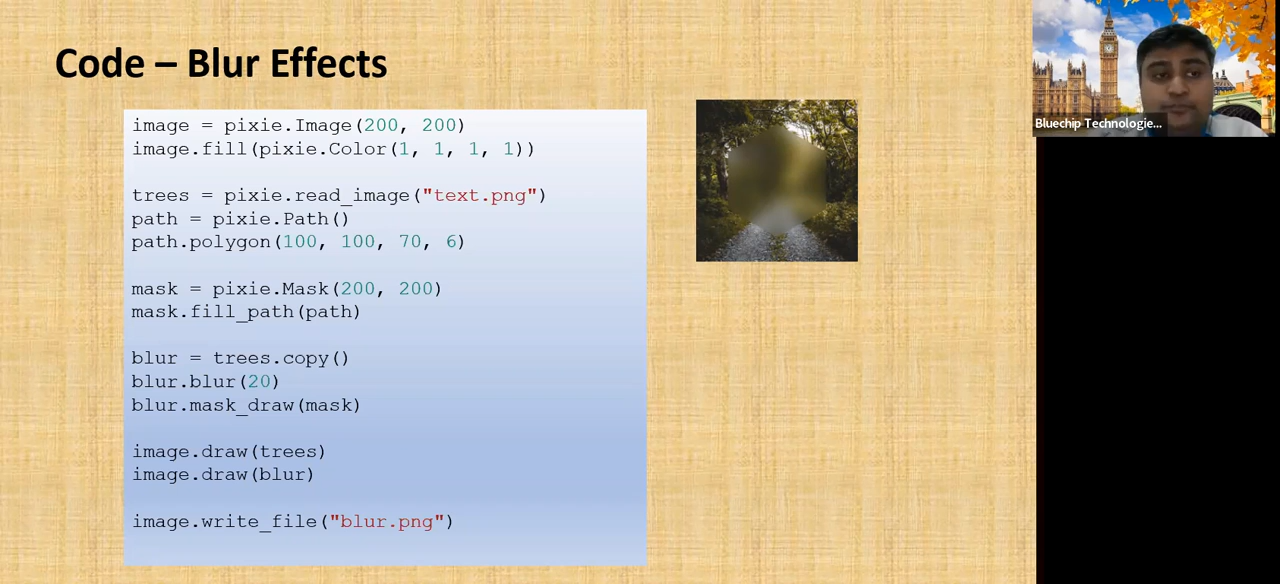 Code – Blur Effects
image = pixie.Image(200, 200)
image.fill(pixie.Color(1, 1, 1, 1))
trees = pixie.read_image("text.png")
path = pixie.Path()
path.polygon(100, 100, 70, 6)
mask = pixie.Mask(200, 200)
mask.fill_path(path)
blur = trees.copy()
blur.blur(20)
blur.mask_draw(mask)
image.draw(trees)
image.draw(blur)
image.write_file("blur.png")
Bluechip Technologie...